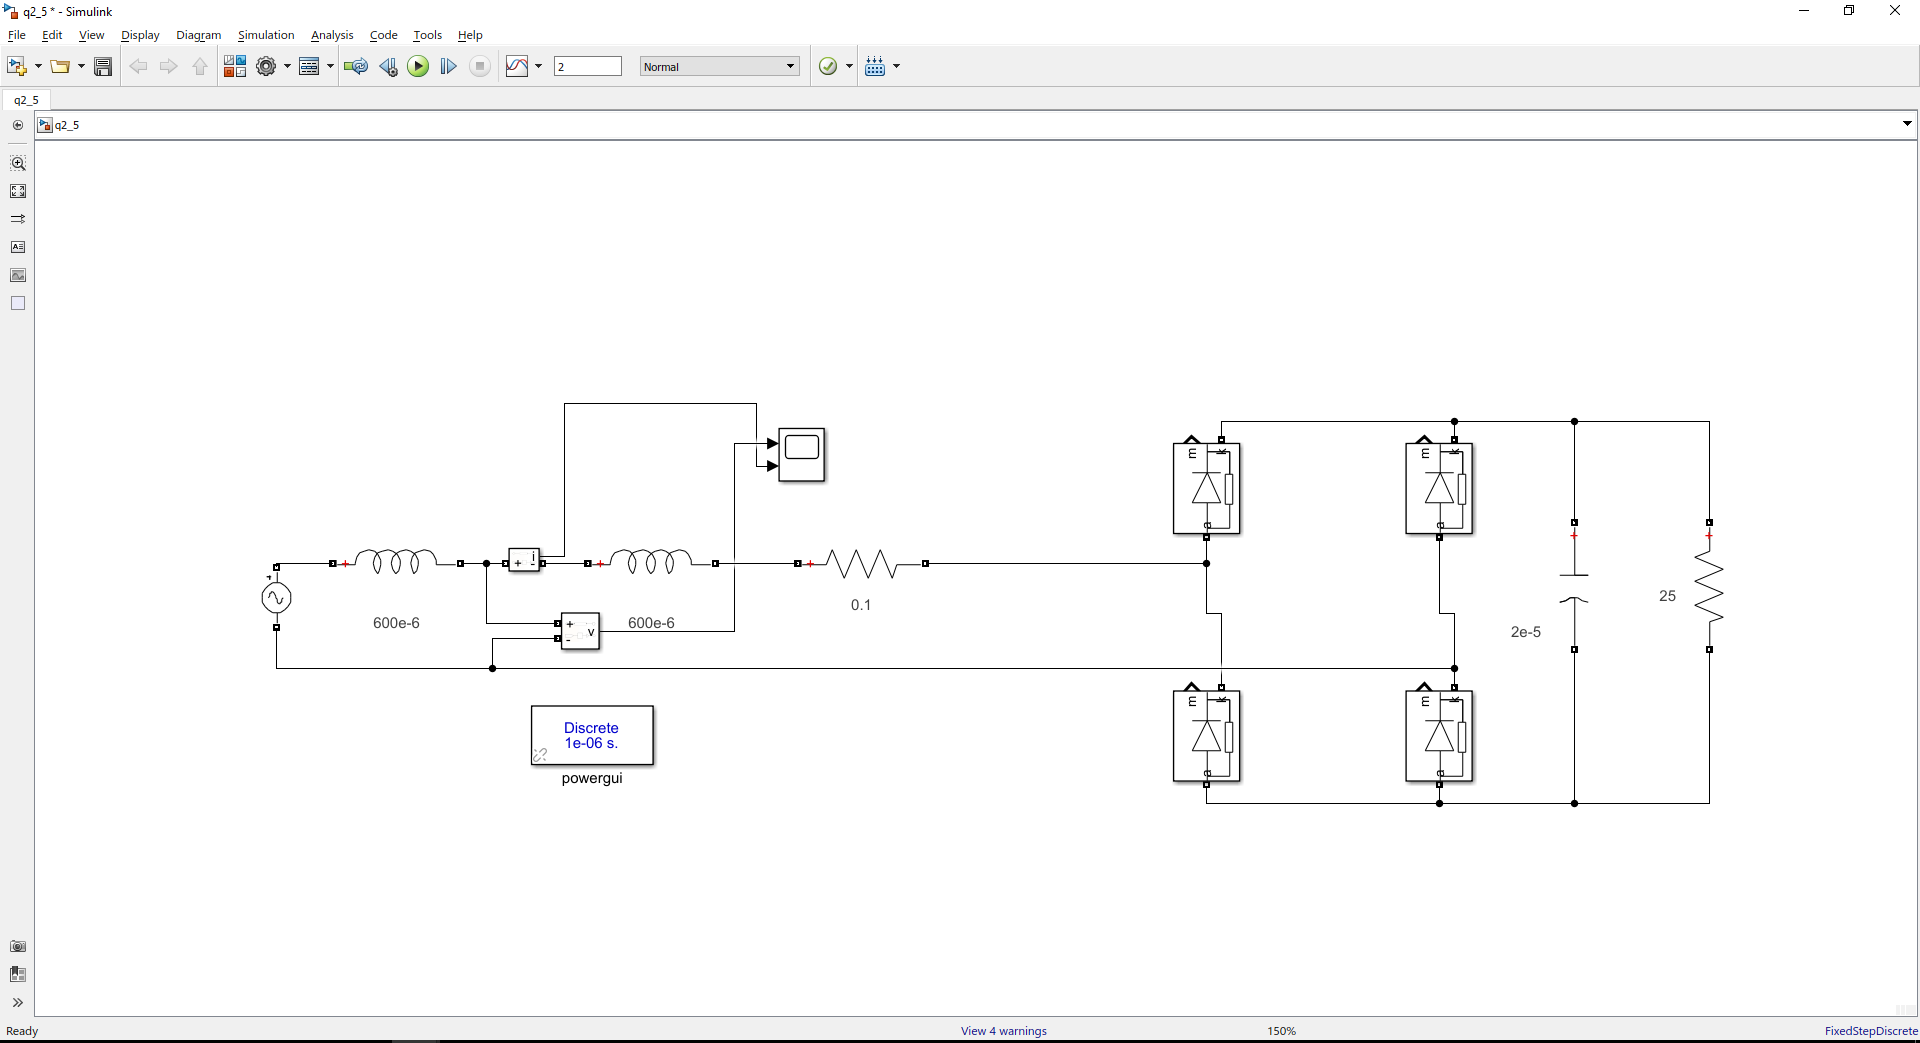 q2_5 * - Simulink
File Edit View Display Diagram Simulation Analysis Code Tools Help
2
Normal
q2_5
q2_5
i
+ -
+
-
v
600e-6
600e-6
0.1
m k
a
m k
a
m k
a
m k
a
+
+
25
2e-5
Discrete
1e-06 s.
powergui
Ready
View 4 warnings
150%
FixedStepDiscrete